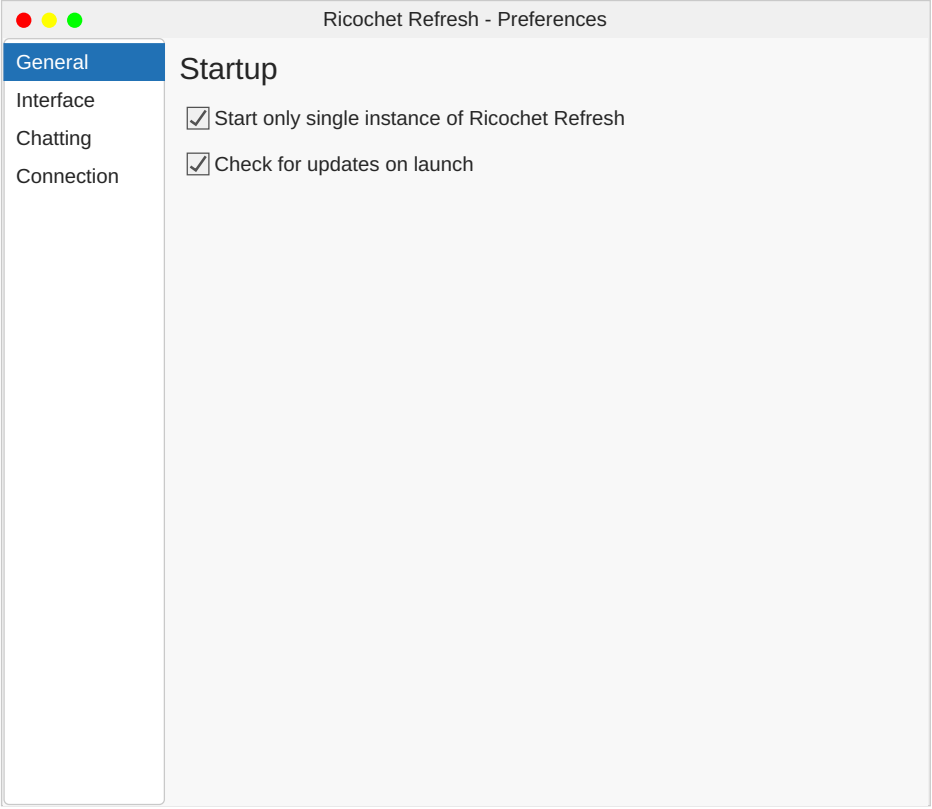 Ricochet Refresh - Preferences
General
Interface
Chatting
Connection
Startup
Start only single instance of Ricochet Refresh
Check for updates on launch